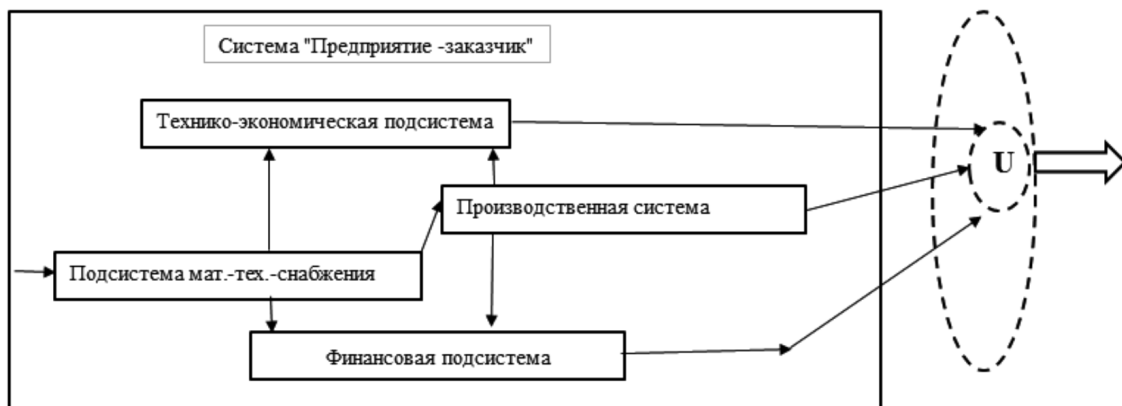 Система "Предприятие -заказчик"
Технико-экономическая подсистема
U
Производственная система
Подсистема мат.-тех.-снабжения
Финансовая подсистема